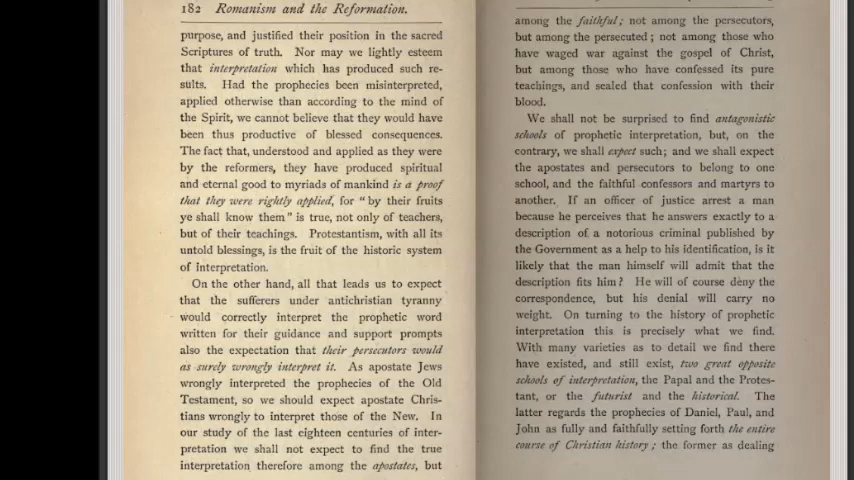 182 Romanism and the Reformation.
purpose, and justified their position in the sacred
Scriptures of truth. Nor may we lightly esteem
that interpretation which has produced such re-
sults. Had the prophecies been misinterpreted,
applied otherwise than according to the mind of
the Spirit, we cannot believe that they would have
been thus productive of blessed consequences.
The fact that, understood and applied as they were
by the reformers, they have produced spiritual
and eternal good to myriads of mankind is a proof
that they were rightly applied, for “by their fruits
ye shall know them” is true, not only of teachers,
but of their teachings. Protestantism, with all its
untold blessings, is the fruit of the historic system
of interpretation.
On the other hand, all that leads us to expect
that the sufferers under antichristian tyranny
would correctly interpret the prophetic word
written for their guidance and support prompts
also the expectation that their persecutors would
as surely wrongly interpret it. As apostate Jews
wrongly interpreted the prophecies of the Old
Testament, so we should expect apostate Chris-
tians wrongly to interpret those of the New. In
our study of the last eighteen centuries of inter-
pretation we shall not expect to find the true
interpretation therefore among the apostates, but
among the faithful; not among the persecutors,
but among the persecuted; not among those who
have waged war against the gospel of Christ,
but among those who have confessed its pure
teachings, and sealed that confession with their
blood.
We shall not be surprised to find antagonistic
schools of prophetic interpretation, but, on the
contrary, we shall expect such; and we shall expect
the apostates and persecutors to belong to one
school, and the faithful confessors and martyrs to
another. If an officer of justice arrest a man
because he perceives that he answers exactly to a
description of a notorious criminal published by
the Government as a help to his identification, is it
likely that the man himself will admit that the
description fits him? He will of course deny the
correspondence, but his denial will carry no
weight. On turning to the history of prophetic
interpretation this is precisely what we find.
With many varieties as to detail we find there
have existed, and still exist, two great opposite
schools of interpretation, the Papal and the Protes-
tant, or the futurist and the historical. The
latter regards the prophecies of Daniel, Paul, and
John as fully and faithfully setting forth the entire
course of Christian history; the former as dealing